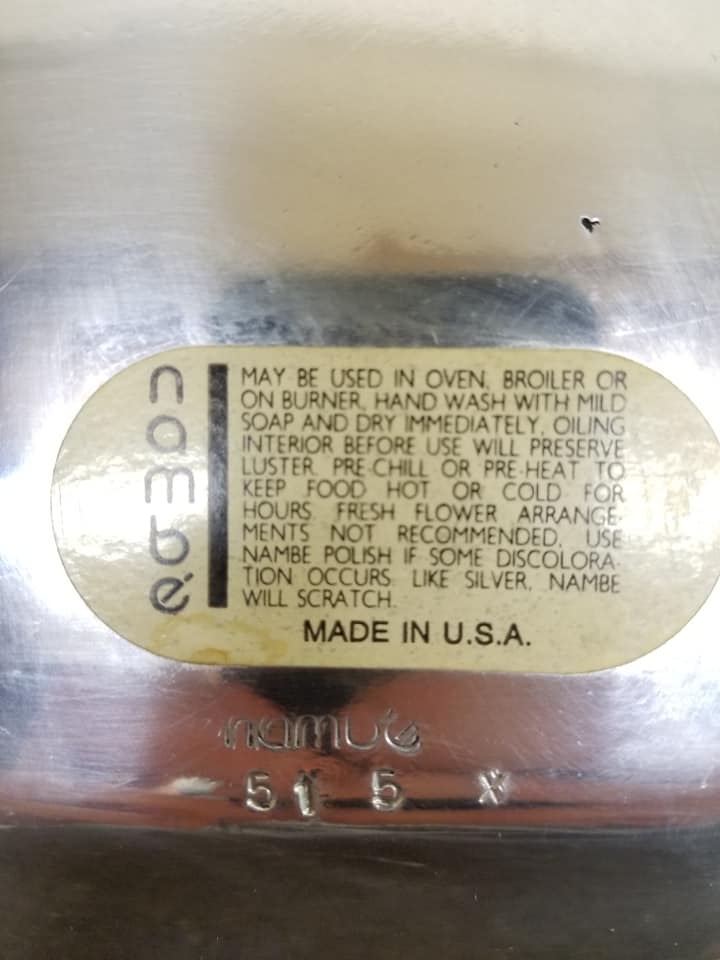 nambé
MAY BE USED IN OVEN, BROILER OR
ON BURNER. HAND WASH WITH MILD
SOAP AND DRY IMMEDIATELY. OILING
INTERIOR BEFORE USE WILL PRESERVE
LUSTER. PRE-CHILL OR PRE-HEAT TO
KEEP FOOD HOT OR COLD FOR
HOURS. FRESH FLOWER ARRANGE-
MENTS NOT RECOMMENDED. USE
NAMBE POLISH IF SOME DISCOLORA-
TION OCCURS. LIKE SILVER, NAMBE
WILL SCRATCH.
MADE IN U.S.A.
515